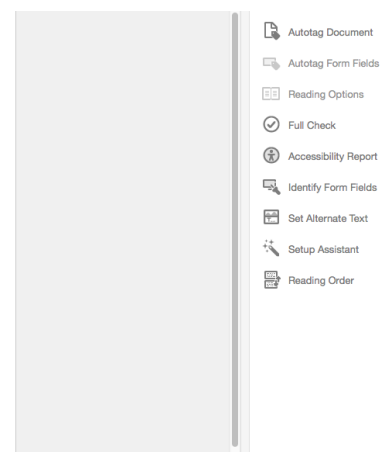 Autotag Document
Autotag Form Fields
Reading Options
Full Check
Accessibility Report
Identify Form Fields
Set Alternate Text
Setup Assistant
Reading Order